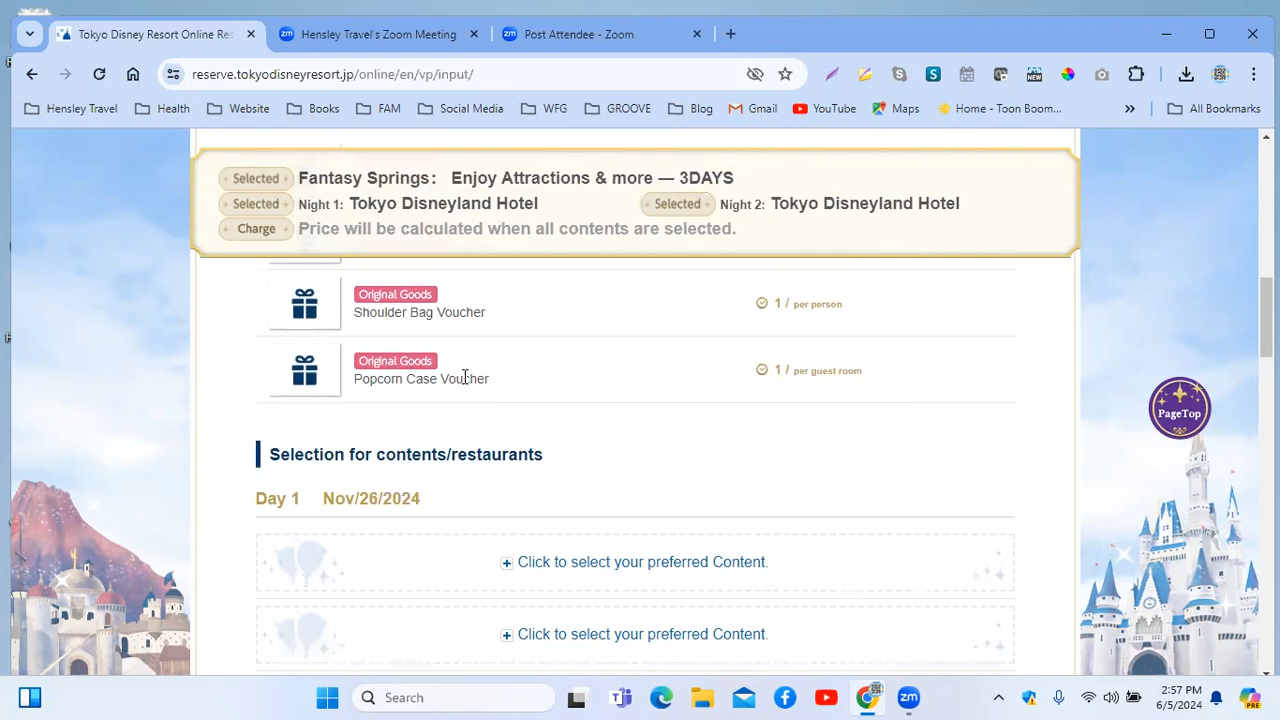 Tokyo Disney Resort Online Res
Hensley Travel's Zoom Meeting
Post Attendee - Zoom
reserve.tokyodisneyresort.jp/online/en/vp/input/
NEW
Hensley Travel
Health
Website
Books
FAM
Social Media
WFG
GROOVE
Blog
Gmail
YouTube
Maps
Home - Toon Boom...
All Bookmarks
Selected Fantasy Springs: Enjoy Attractions & more — 3DAYS
Selected Night 1: Tokyo Disneyland Hotel Selected Night 2: Tokyo Disneyland Hotel
Charge Price will be calculated when all contents are selected.
Original Goods
Shoulder Bag Voucher
1 / per person
Original Goods
Popcorn Case Voucher
1 / per guest room
PageTop
Selection for contents/restaurants
Day 1 Nov/26/2024
Click to select your preferred Content.
Click to select your preferred Content.
Search
2:57 PM
6/5/2024
PRE